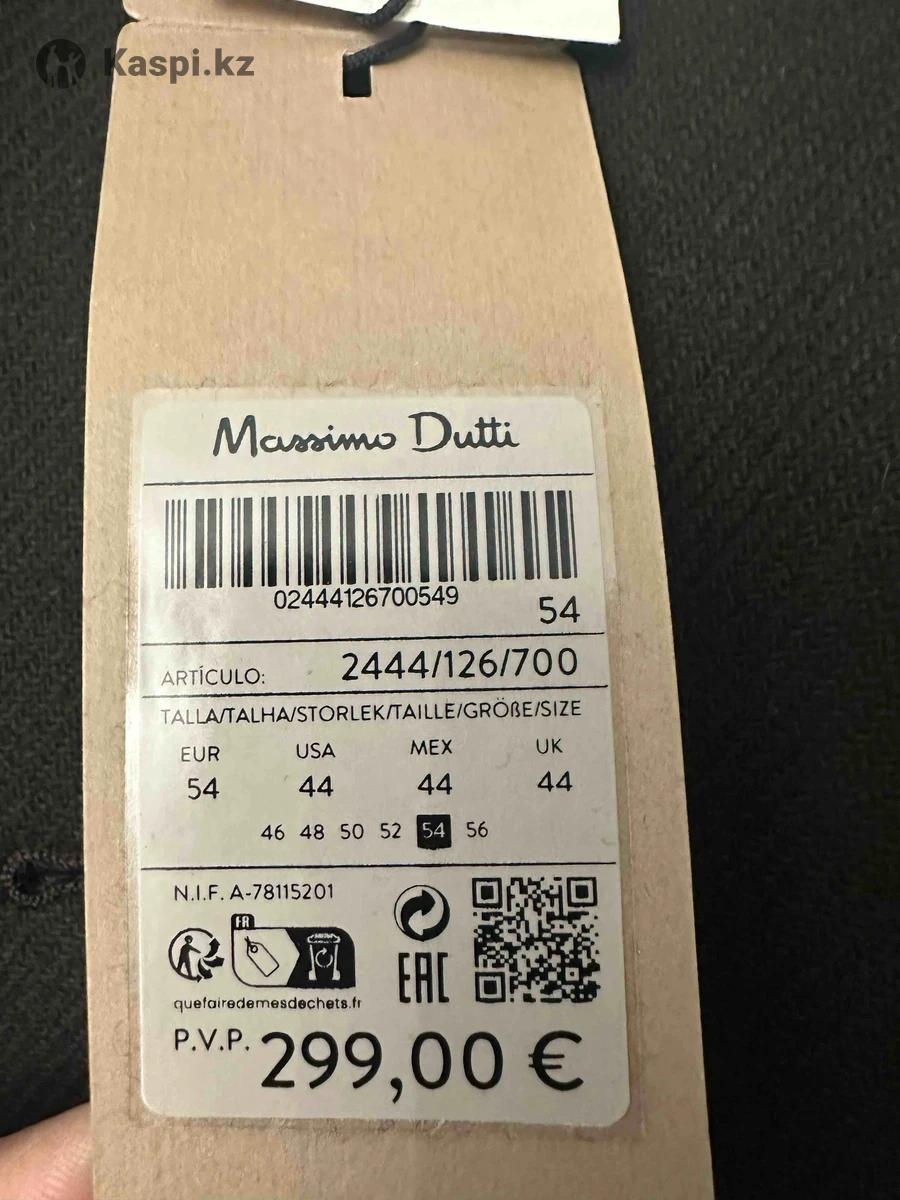 Kaspi.kz
Massimo Dutti
02444126700549
54
ARTÍCULO: 2444/126/700
TALLA/TALHA/STORLEK/TAILLE/GRÖßE/SIZE
EUR USA MEX UK
54 44 44 44
46 48 50 52 54 56
N.I.F. A-78115201
FR
quefairedemesdechets.fr
EAC
P.V.P. 299,00 €